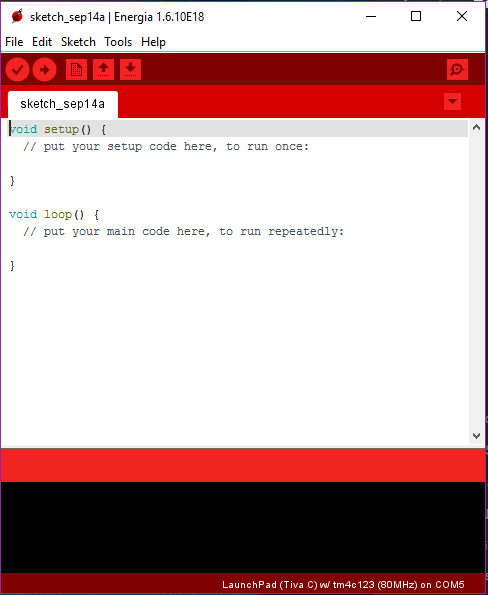 sketch_sep14a | Energia 1.6.10E18
File Edit Sketch Tools Help
sketch_sep14a
void setup() {
  // put your setup code here, to run once:
}
void loop() {
  // put your main code here, to run repeatedly:
}
LaunchPad (Tiva C) w/ tm4c123 (80MHz) on COM5